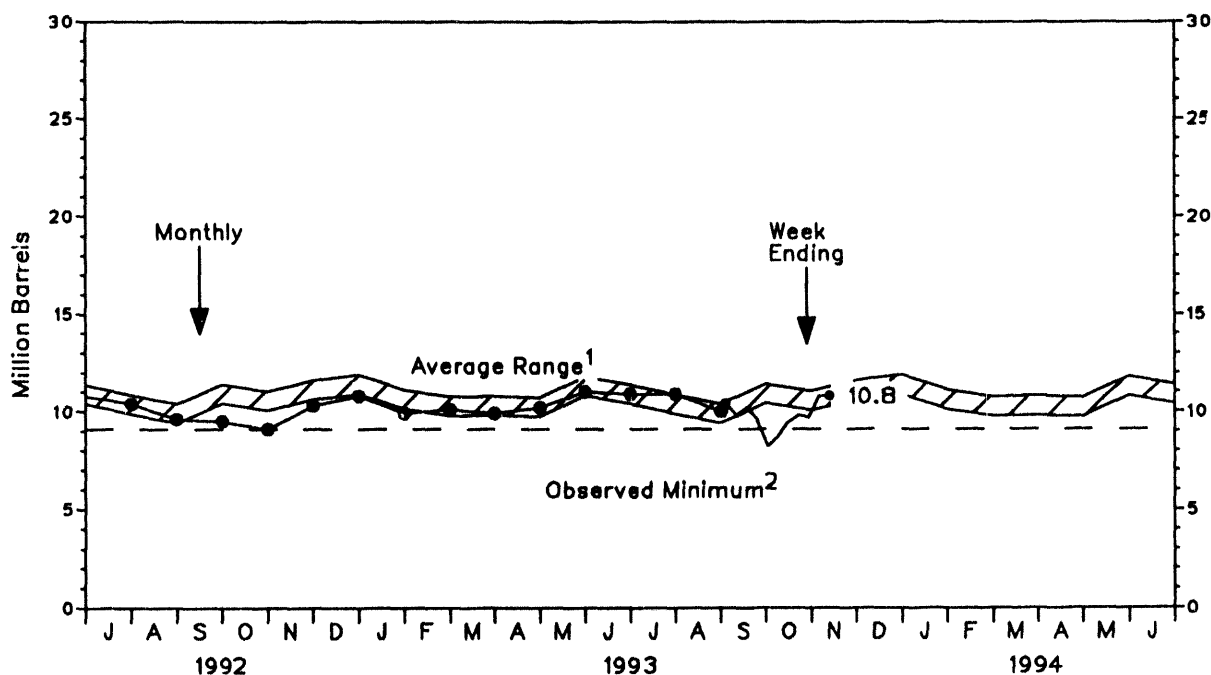 30
30
25
25
20
20
Monthly
Week
Ending
Million Barrels
15
15
Average Range1
10.8
10
10
Observed Minimum2
5
5
0
0
J A S O N D J F M A M J J A S O N D J F M A M J
1992 1993 1994